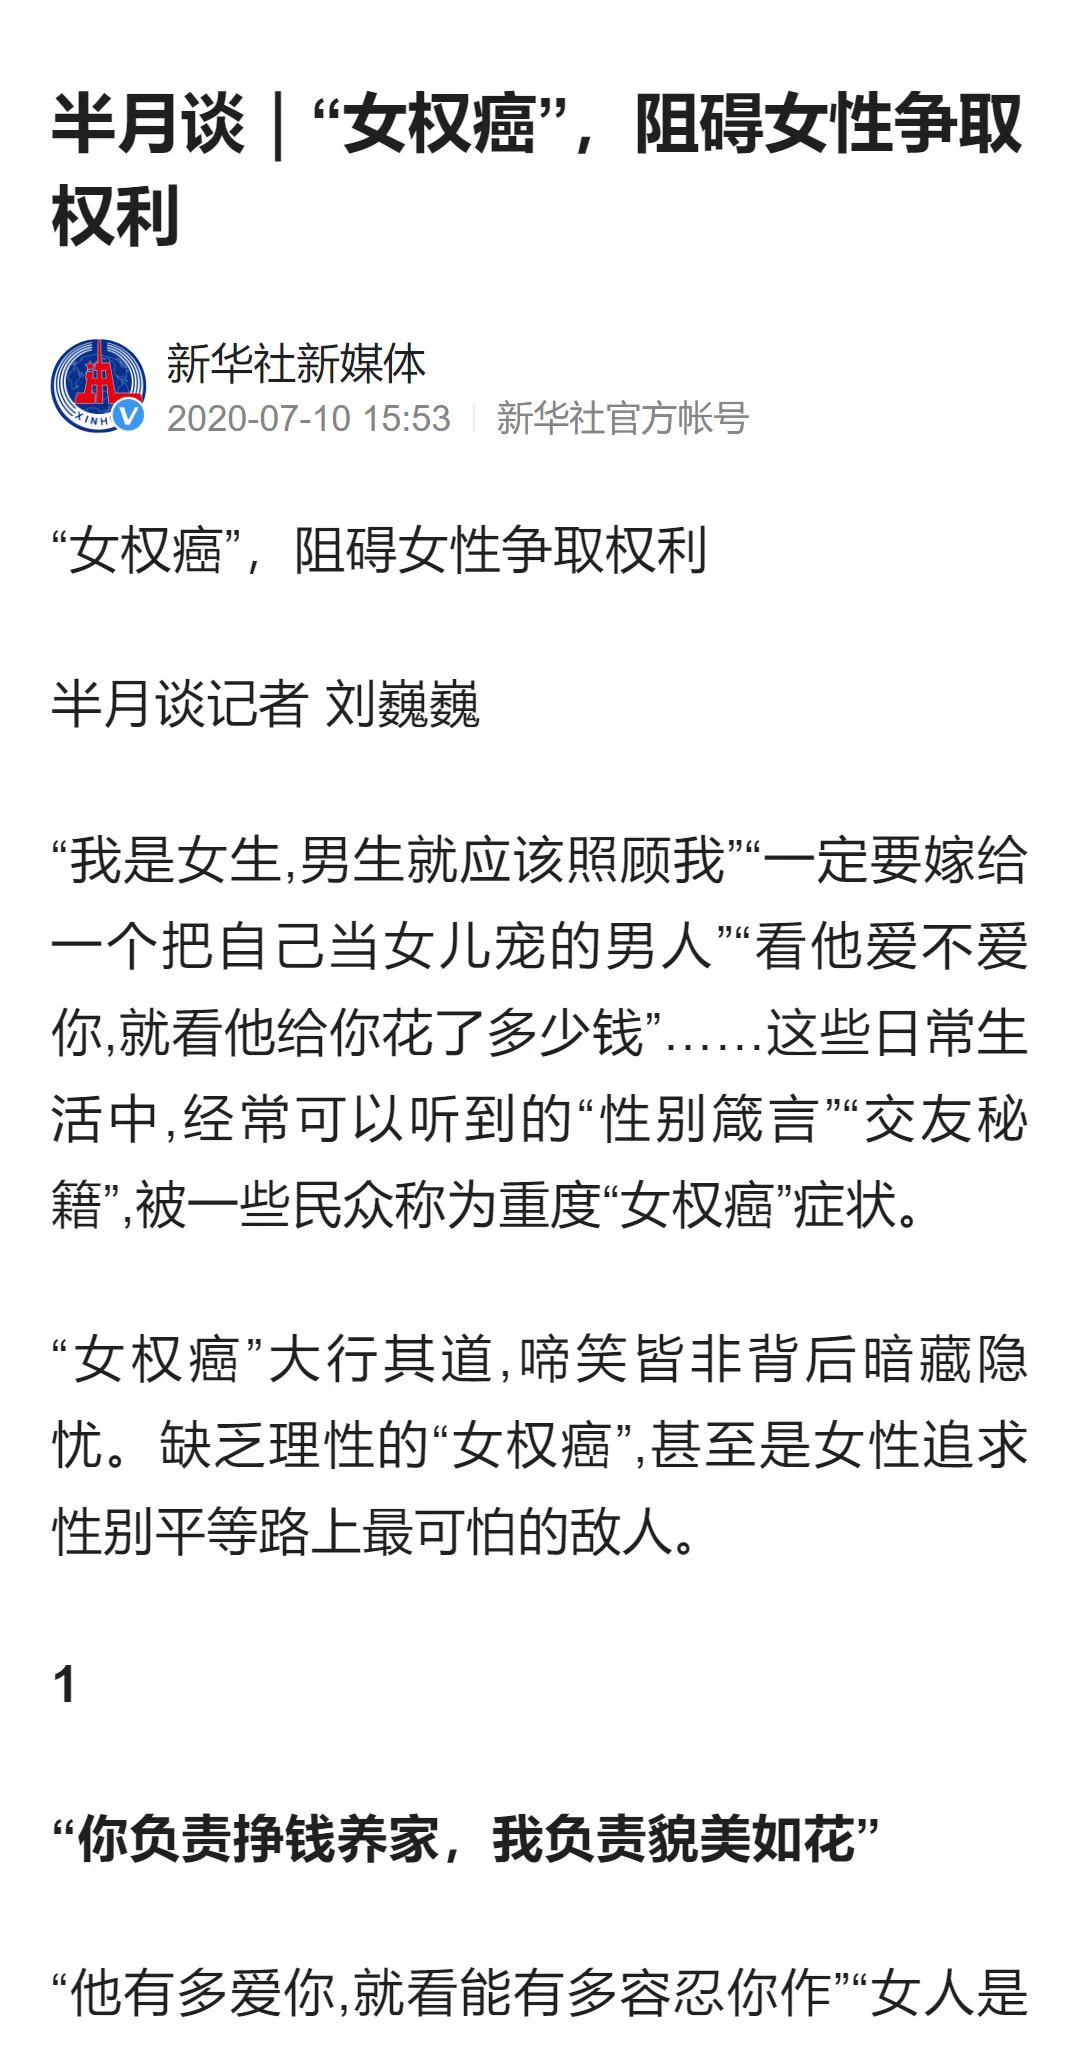 半月谈｜“女权癌”，阻碍女性争取
权利
新华社新媒体
2020-07-10 15:53 新华社官方帐号
XINH
“女权癌”，阻碍女性争取权利
半月谈记者 刘巍巍
“我是女生,男生就应该照顾我”“一定要嫁给
一个把自己当女儿宠的男人”“看他爱不爱
你,就看他给你花了多少钱”……这些日常生
活中,经常可以听到的“性别箴言”“交友秘
籍”,被一些民众称为重度“女权癌”症状。
“女权癌”大行其道,啼笑皆非背后暗藏隐
忧。缺乏理性的“女权癌”,甚至是女性追求
性别平等路上最可怕的敌人。
1
“你负责挣钱养家，我负责貌美如花”
“他有多爱你,就看能有多容忍你作”“女人是